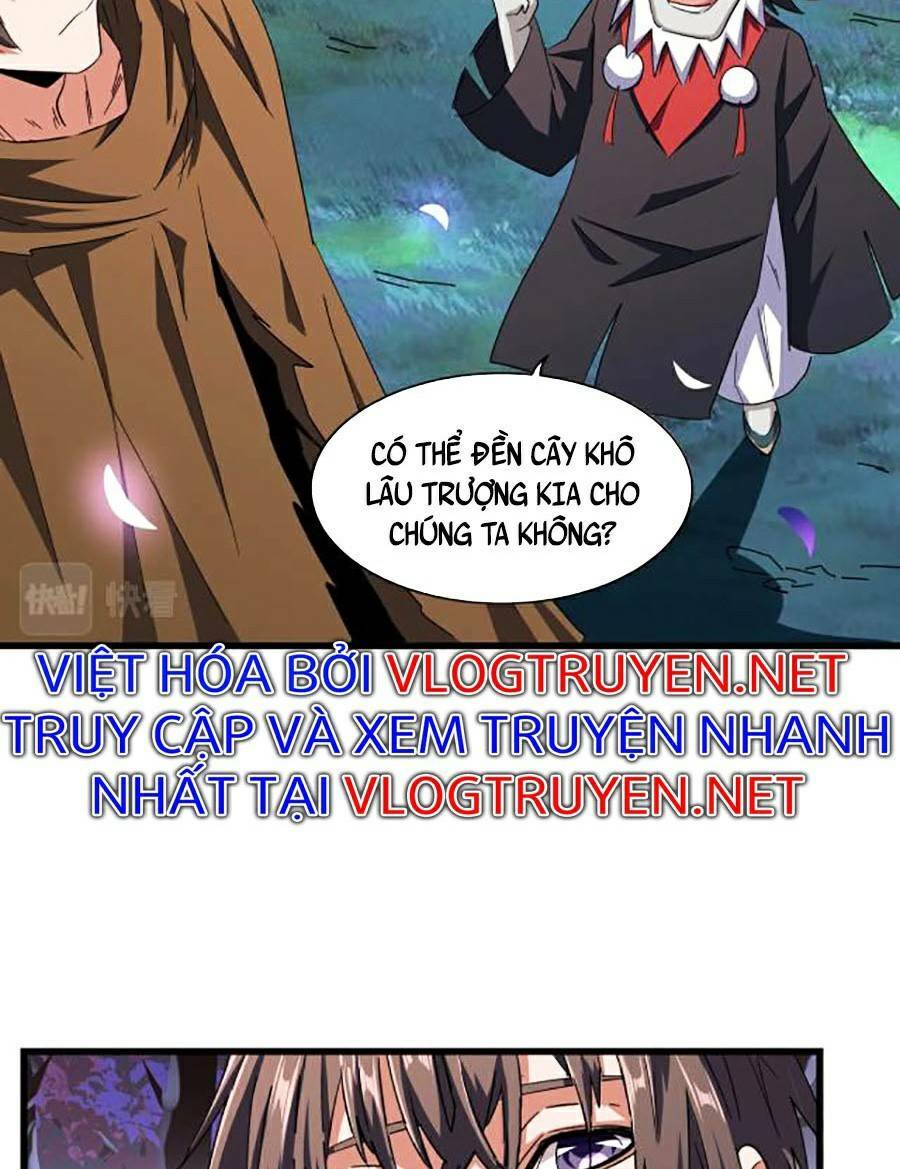 CÓ THỂ ĐỀN CÂY KHÔ
LÂU TRƯỢNG KIA CHO
CHÚNG TA KHÔNG?
快看! 快看
VIỆT HÓA BỞI VLOGTRUYEN.NET
TRUY CẬP VÀ XEM TRUYỆN NHANH
NHẤT TẠI VLOGTRUYEN.NET